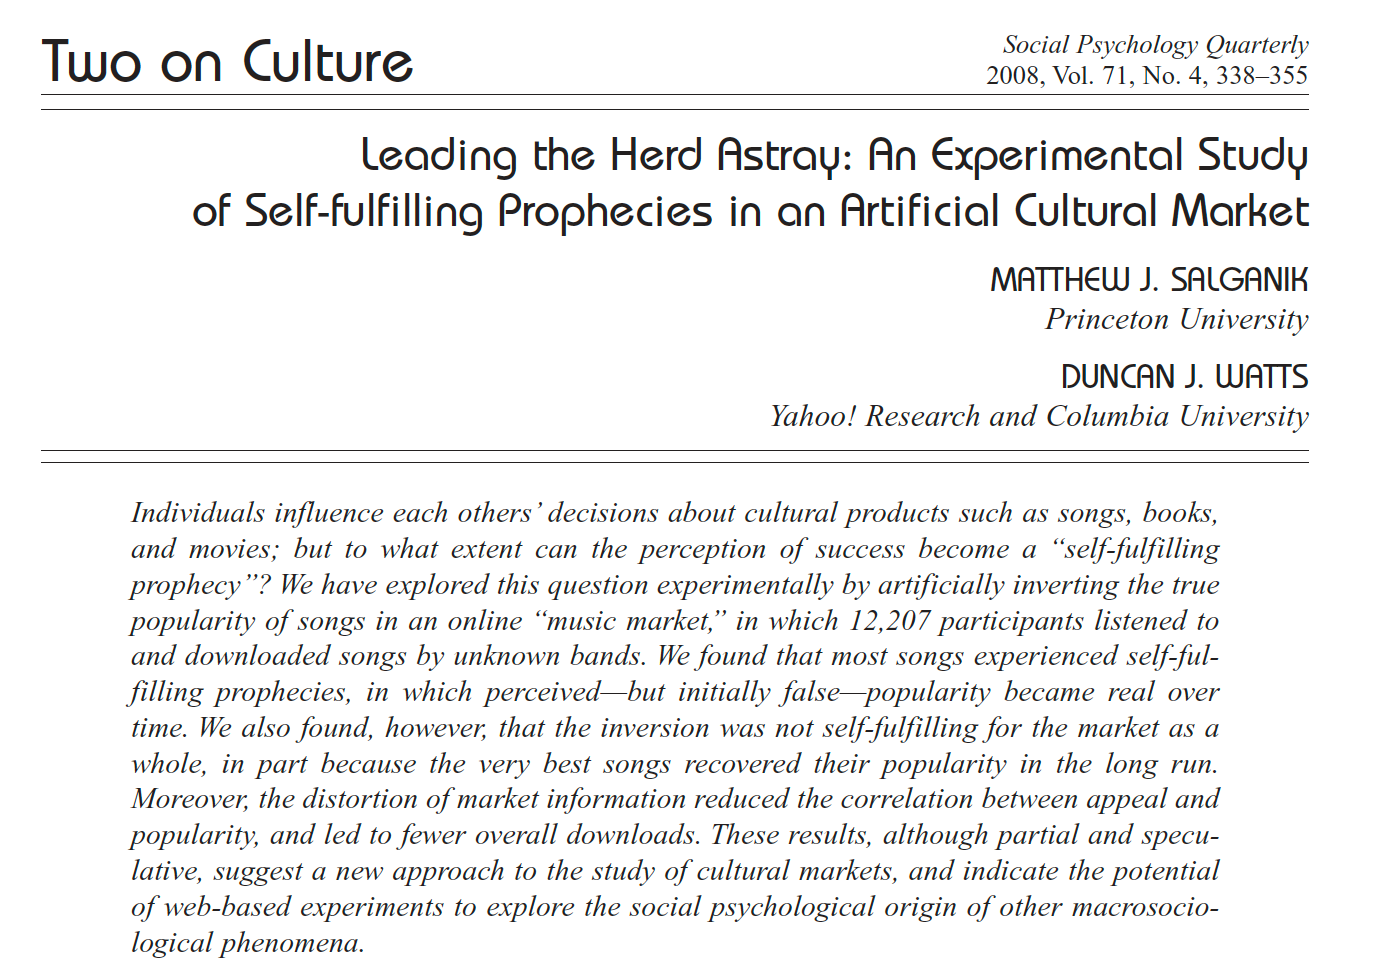 Two on Culture
Social Psychology Quarterly
2008, Vol. 71, No. 4, 338–355
Leading the Herd Astray: An Experimental Study
of Self-fulfilling Prophecies in an Artificial Cultural Market
MATTHEW J. SALGANIK
Princeton University
DUNCAN J. WATTS
Yahoo! Research and Columbia University
Individuals influence each others’ decisions about cultural products such as songs, books,
and movies; but to what extent can the perception of success become a “self-fulfilling
prophecy”? We have explored this question experimentally by artificially inverting the true
popularity of songs in an online “music market,” in which 12,207 participants listened to
and downloaded songs by unknown bands. We found that most songs experienced self-ful-
filling prophecies, in which perceived—but initially false—popularity became real over
time. We also found, however, that the inversion was not self-fulfilling for the market as a
whole, in part because the very best songs recovered their popularity in the long run.
Moreover, the distortion of market information reduced the correlation between appeal and
popularity, and led to fewer overall downloads. These results, although partial and specu-
lative, suggest a new approach to the study of cultural markets, and indicate the potential
of web-based experiments to explore the social psychological origin of other macrosocio-
logical phenomena.